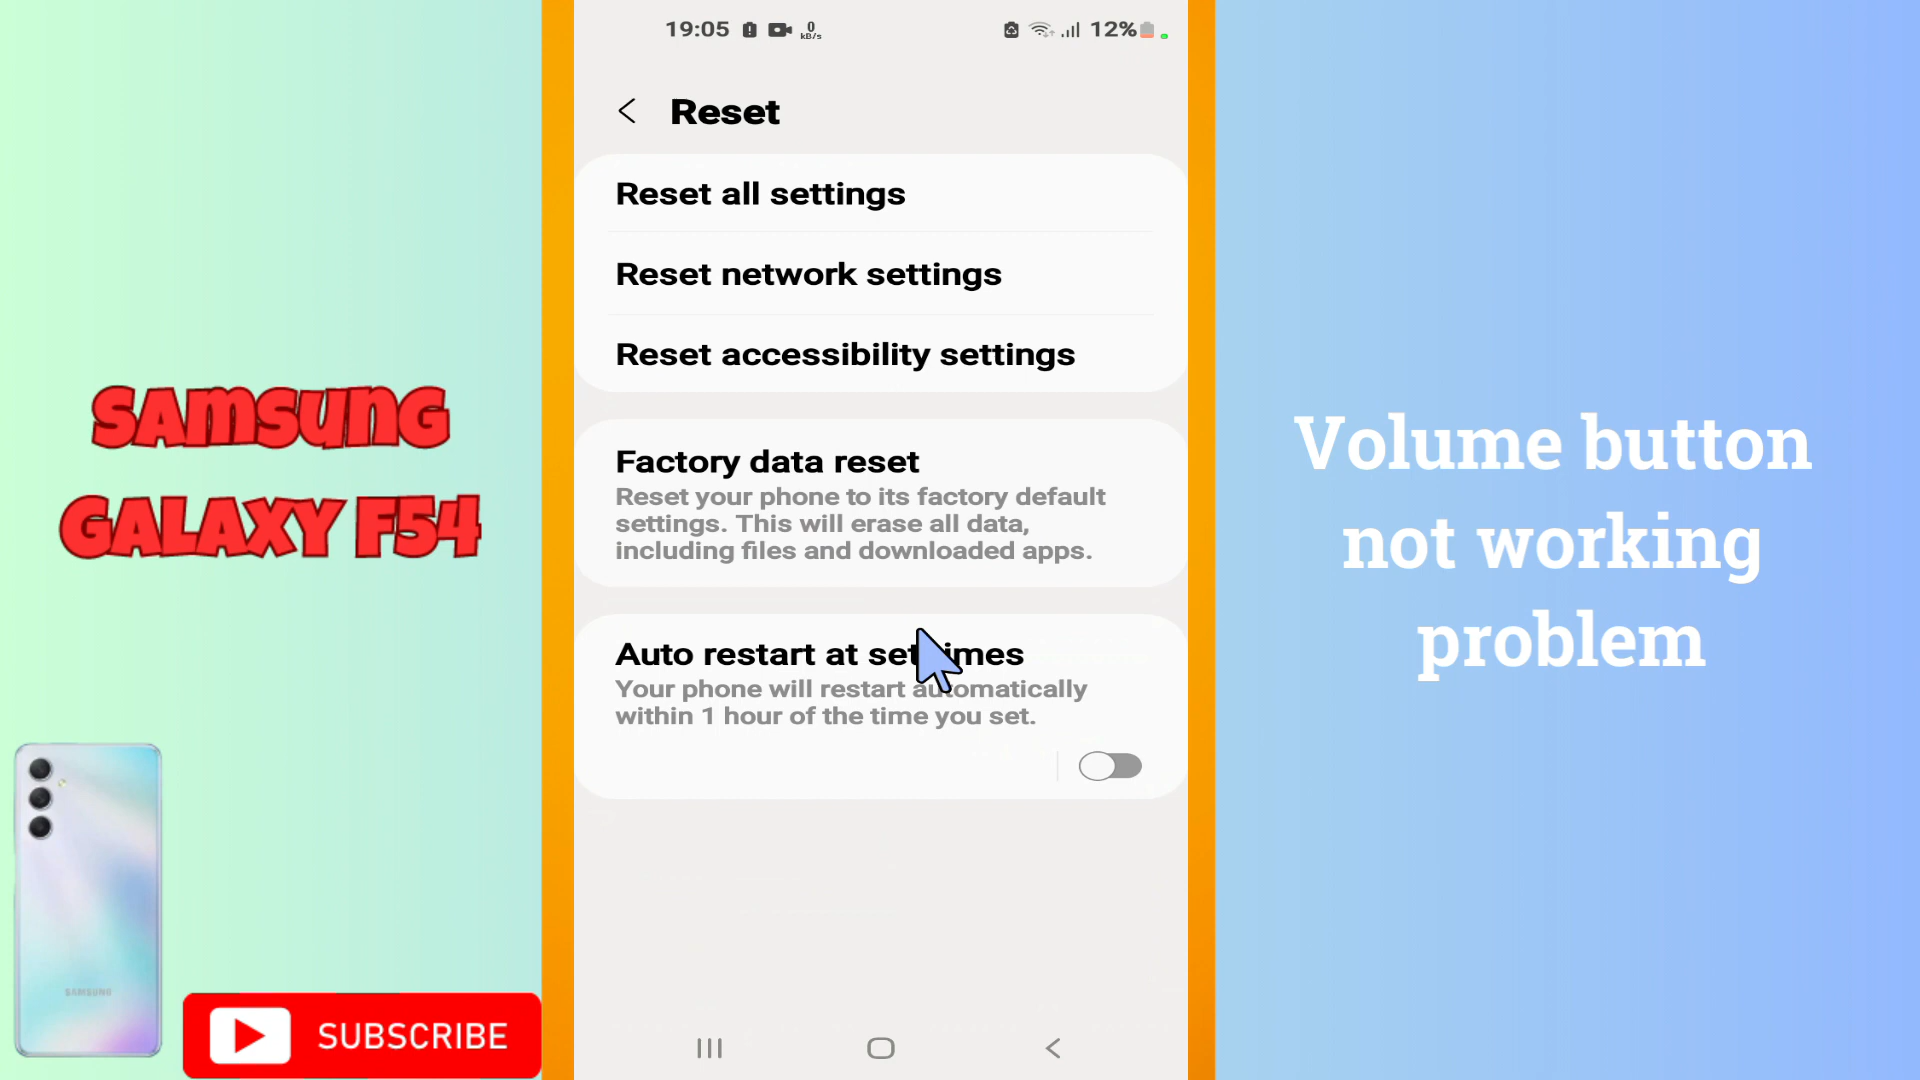 SAMSUNG
GALAXY F54
SAMSUNG
SUBSCRIBE
19:05 0 kB/s 12%
Reset
Reset all settings
Reset network settings
Reset accessibility settings
Factory data reset
Reset your phone to its factory default
settings. This will erase all data,
including files and downloaded apps.
Auto restart at set times
Your phone will restart automatically
within 1 hour of the time you set.
Volume button
not working
problem